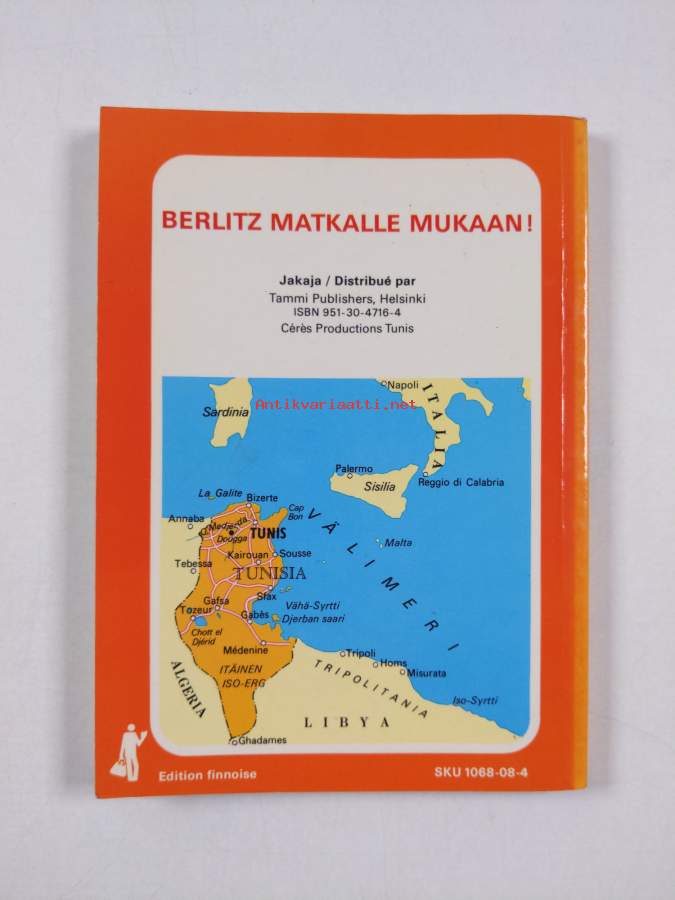 BERLITZ MATKALLE MUKAAN!
Jakaja / Distribué par
Tammi Publishers, Helsinki
ISBN 951-30-4716-4
Cérès Productions Tunis
Napoli
ITALIA
Sardinia
Antikvariaatti.net
Palermo
Reggio di Calabria
Sisilia
La Galite
Bizerte
Cap
Bon
Annaba
VÄLIMERI
Medjerda
Dougga
TUNIS
Malta
Kairouan
Sousse
Tebessa
TUNISIA
Sfax
Gafsa
Vähä-Syrtti
Tozeur
Gabès
Djerban saari
Chott el
Djérid
Médenine
Tripoli
ITÄINEN
ISO-ERG
Homs
Misurata
ALGERIA
TRIPOLITANIA
Iso-Syrtti
LIBYA
Ghadames
Edition finnoise
SKU 1068-08-4